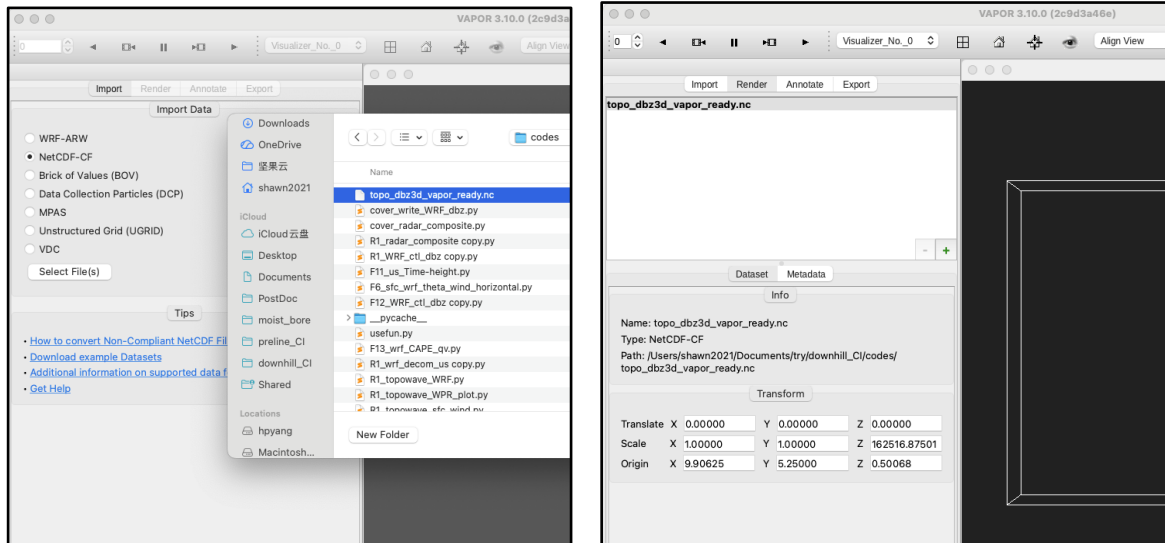 VAPOR 3.10.0 (2c9d3a
0
Visualizer_No._0
Align View
Import Render Annotate Export
Import Data
WRF-ARW
NetCDF-CF
Brick of Values (BOV)
Data Collection Particles (DCP)
MPAS
Unstructured Grid (UGRID)
VDC
Select File(s)
Tips
• How to convert Non-Compliant NetCDF Fil
• Download example Datasets
• Additional information on supported data f
• Get Help
Downloads
OneDrive
坚果云
shawn2021
iCloud
iCloud云盘
Desktop
Documents
PostDoc
moist_bore
preline_CI
downhill_CI
Shared
Locations
hpyang
Macintosh...
codes
Name
topo_dbz3d_vapor_ready.nc
cover_write_WRF_dbz.py
cover_radar_composite.py
R1_radar_composite copy.py
R1_WRF_ctl_dbz copy.py
F11_us_Time-height.py
F6_sfc_wrf_theta_wind_horizontal.py
F12_WRF_ctl_dbz copy.py
__pycache__
usefun.py
F13_wrf_CAPE_qv.py
R1_wrf_decom_us copy.py
R1_topowave_WRF.py
R1_topowave_WPR_plot.py
R1_topowave_sfc_wind.py
New Folder
VAPOR 3.10.0 (2c9d3a46e)
0
Visualizer_No._0
Align View
Import Render Annotate Export
topo_dbz3d_vapor_ready.nc
- +
Dataset Metadata
Info
Name: topo_dbz3d_vapor_ready.nc
Type: NetCDF-CF
Path: /Users/shawn2021/Documents/try/downhill_CI/codes/
topo_dbz3d_vapor_ready.nc
Transform
Translate X 0.00000 Y 0.00000 Z 0.00000
Scale X 1.00000 Y 1.00000 Z 162516.87501
Origin X 9.90625 Y 5.25000 Z 0.50068